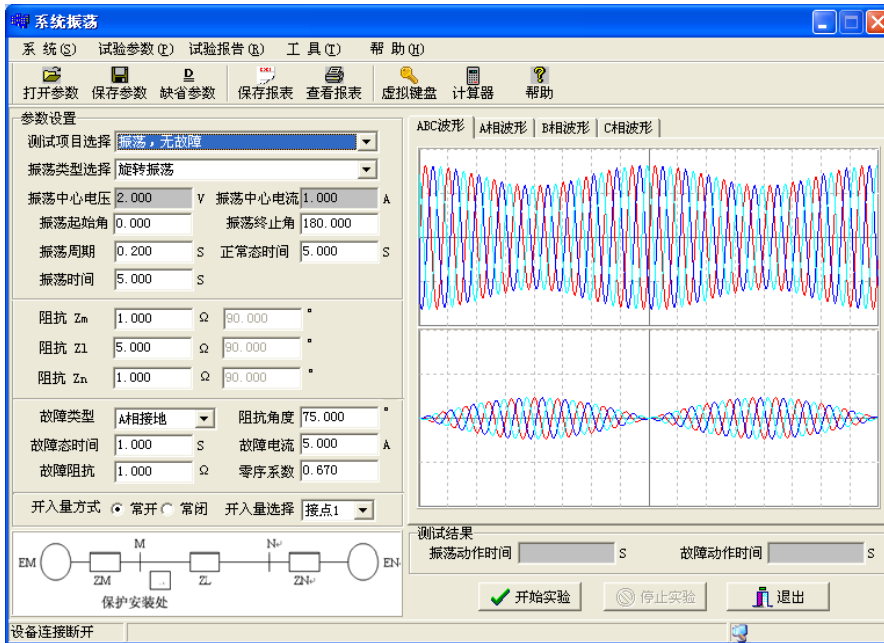 系统振荡
系 统(S) 试验参数(P) 试验报告(R) 工 具(T) 帮 助(H)
打开参数 保存参数 缺省参数 保存报表 查看报表 虚拟键盘 计算器 帮助
参数设置
测试项目选择 振荡，无故障
振荡类型选择 旋转振荡
振荡中心电压 2.000 V 振荡中心电流 1.000 A
振荡起始角 0.000 振荡终止角 180.000
振荡周期 0.200 S 正常态时间 5.000 S
振荡时间 5.000 S
阻抗 Zm 1.000 Ω 90.000 °
阻抗 Zl 5.000 Ω 90.000 °
阻抗 Zn 1.000 Ω 90.000 °
故障类型 A相接地 阻抗角度 75.000 °
故障态时间 1.000 S 故障电流 5.000 A
故障阻抗 1.000 Ω 零序系数 0.670
开入量方式 常开 常闭 开入量选择 接点1
M N
EM EN
ZM ZL ZN
保护安装处
ABC波形 A相波形 B相波形 C相波形
测试结果
振荡动作时间 S 故障动作时间 S
开始实验 停止实验 退出
设备连接断开